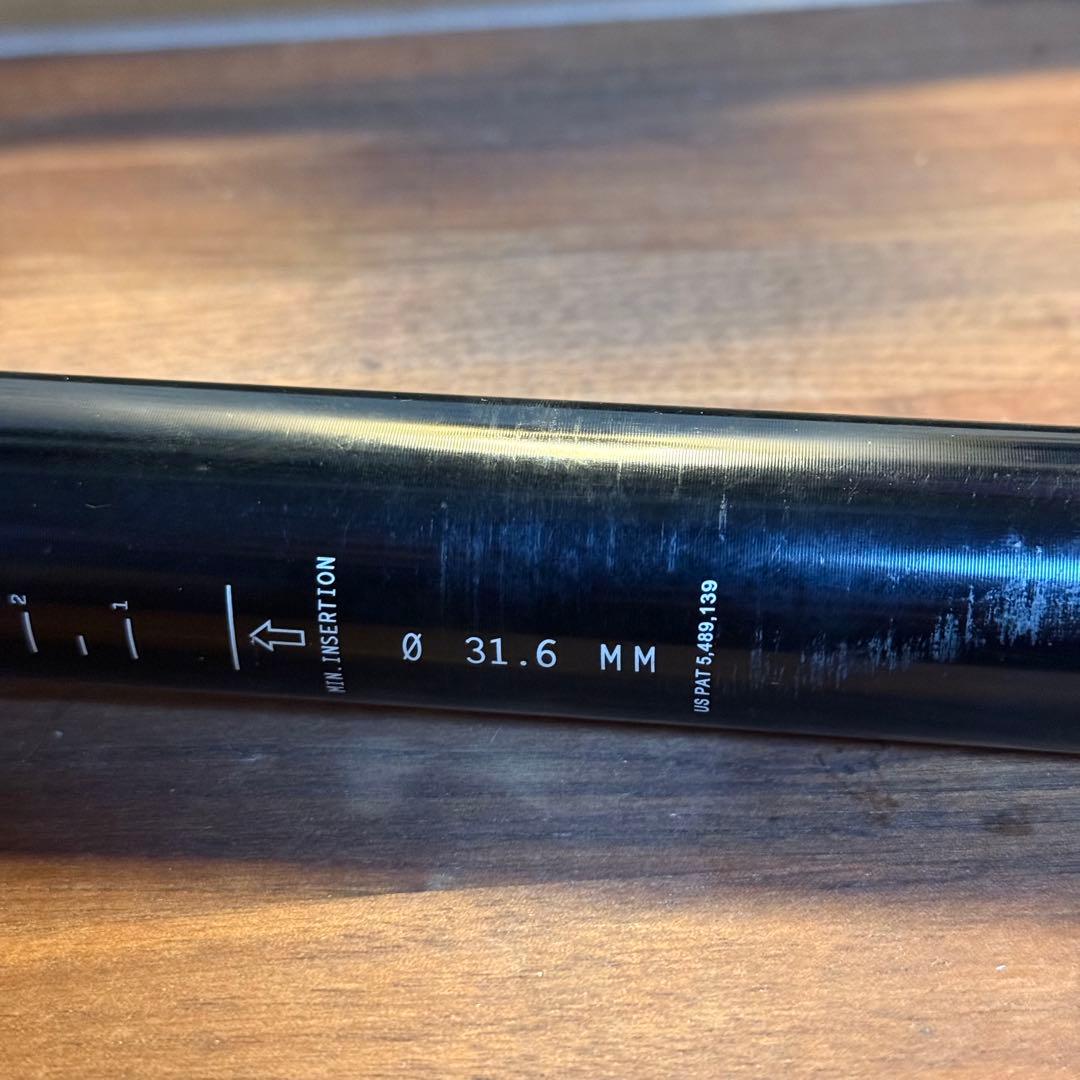 2
1
MIN. INSERTION
Ø 31.6 MM
US PAT 5,489,139